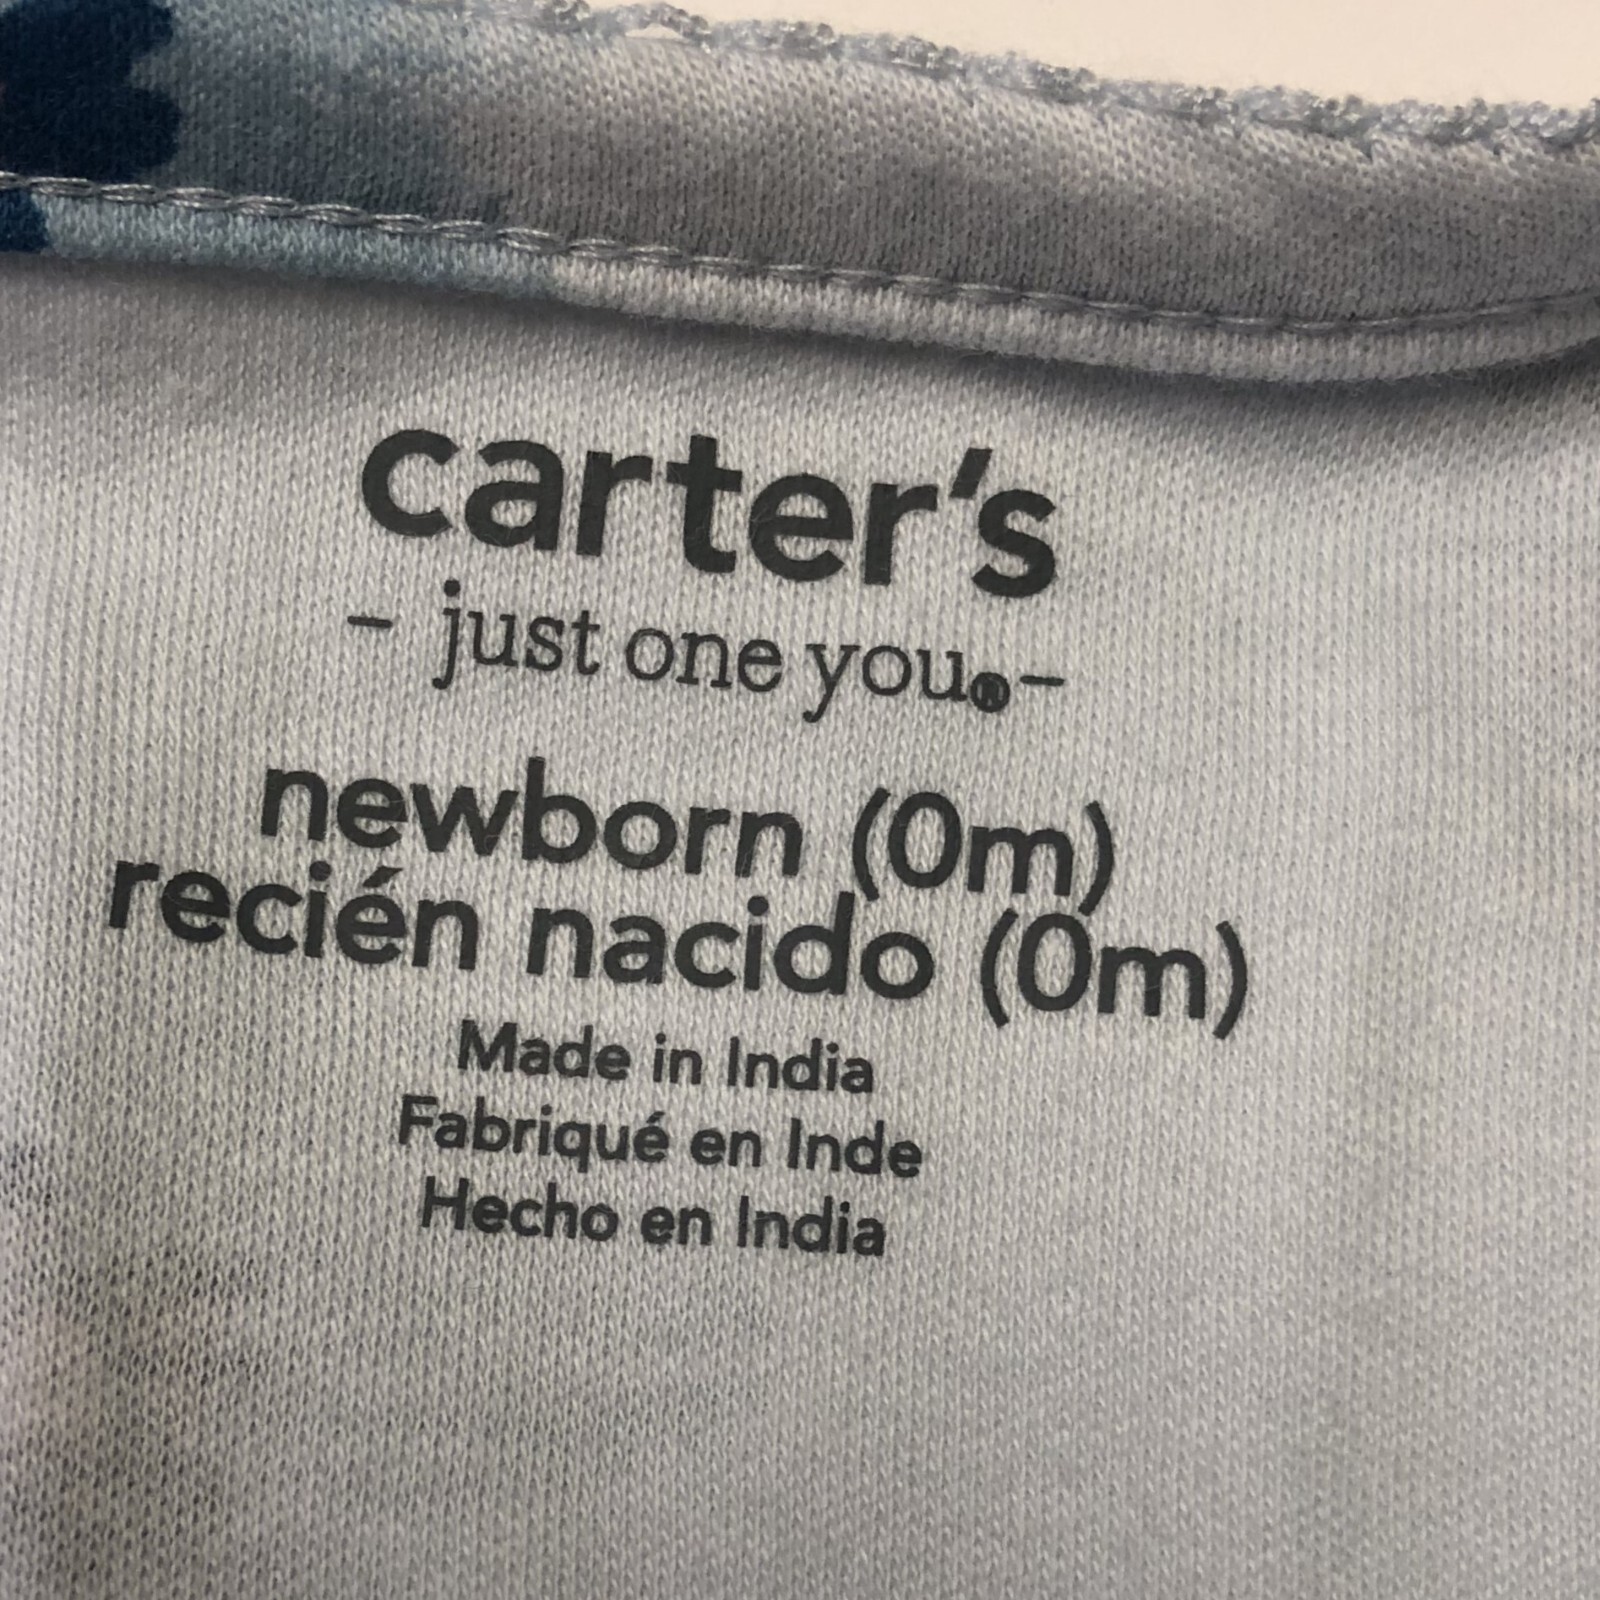 carter's
- just one you® -
newborn (0m)
recién nacido (0m)
Made in India
Fabriqué en Inde
Hecho en India